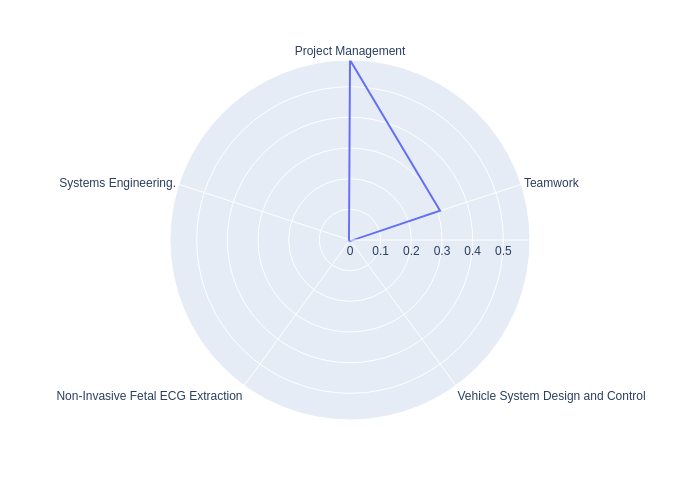 Project Management
Systems Engineering.
Teamwork
0 0.1 0.2 0.3 0.4 0.5
Non-Invasive Fetal ECG Extraction
Vehicle System Design and Control